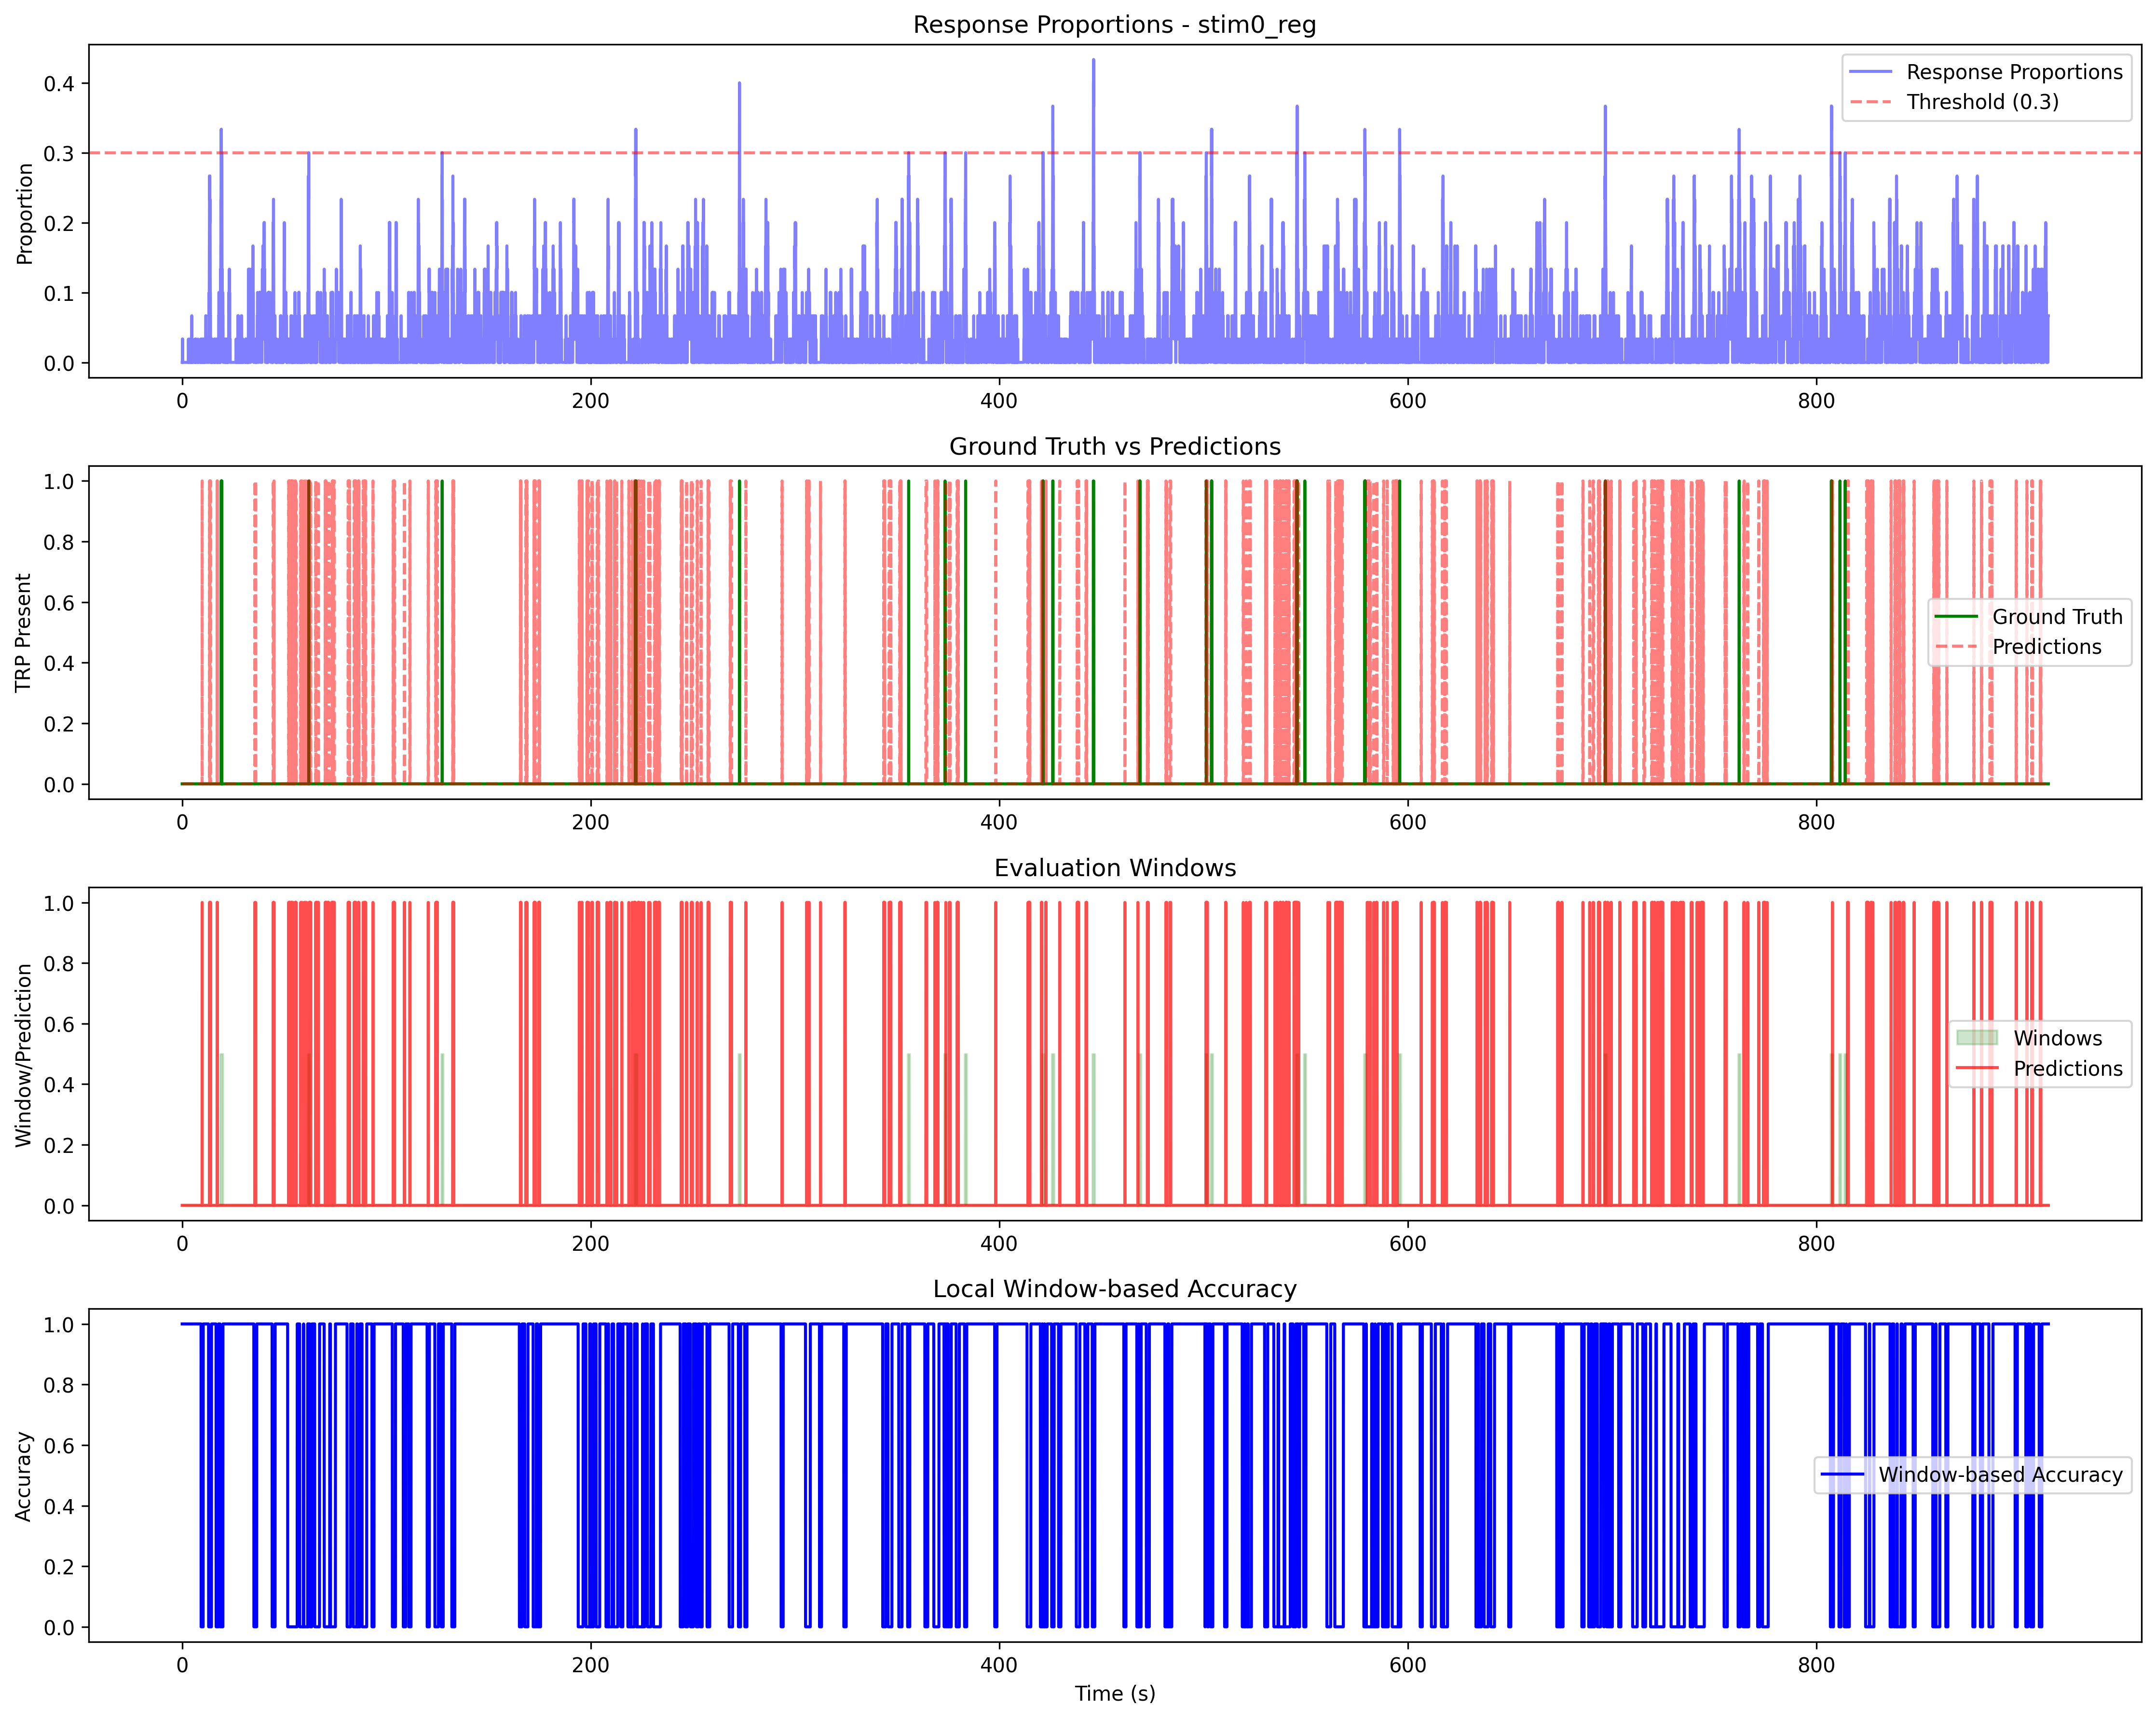 Response Proportions - stim0_reg
Proportion
0.4
0.3
0.2
0.1
0.0
Response Proportions
Threshold (0.3)
0 200 400 600 800
Ground Truth vs Predictions
TRP Present
1.0
0.8
0.6
0.4
0.2
0.0
Ground Truth
Predictions
0 200 400 600 800
Evaluation Windows
Window/Prediction
1.0
0.8
0.6
0.4
0.2
0.0
Windows
Predictions
0 200 400 600 800
Local Window-based Accuracy
Accuracy
1.0
0.8
0.6
0.4
0.2
0.0
Window-based Accuracy
0 200 400 600 800
Time (s)